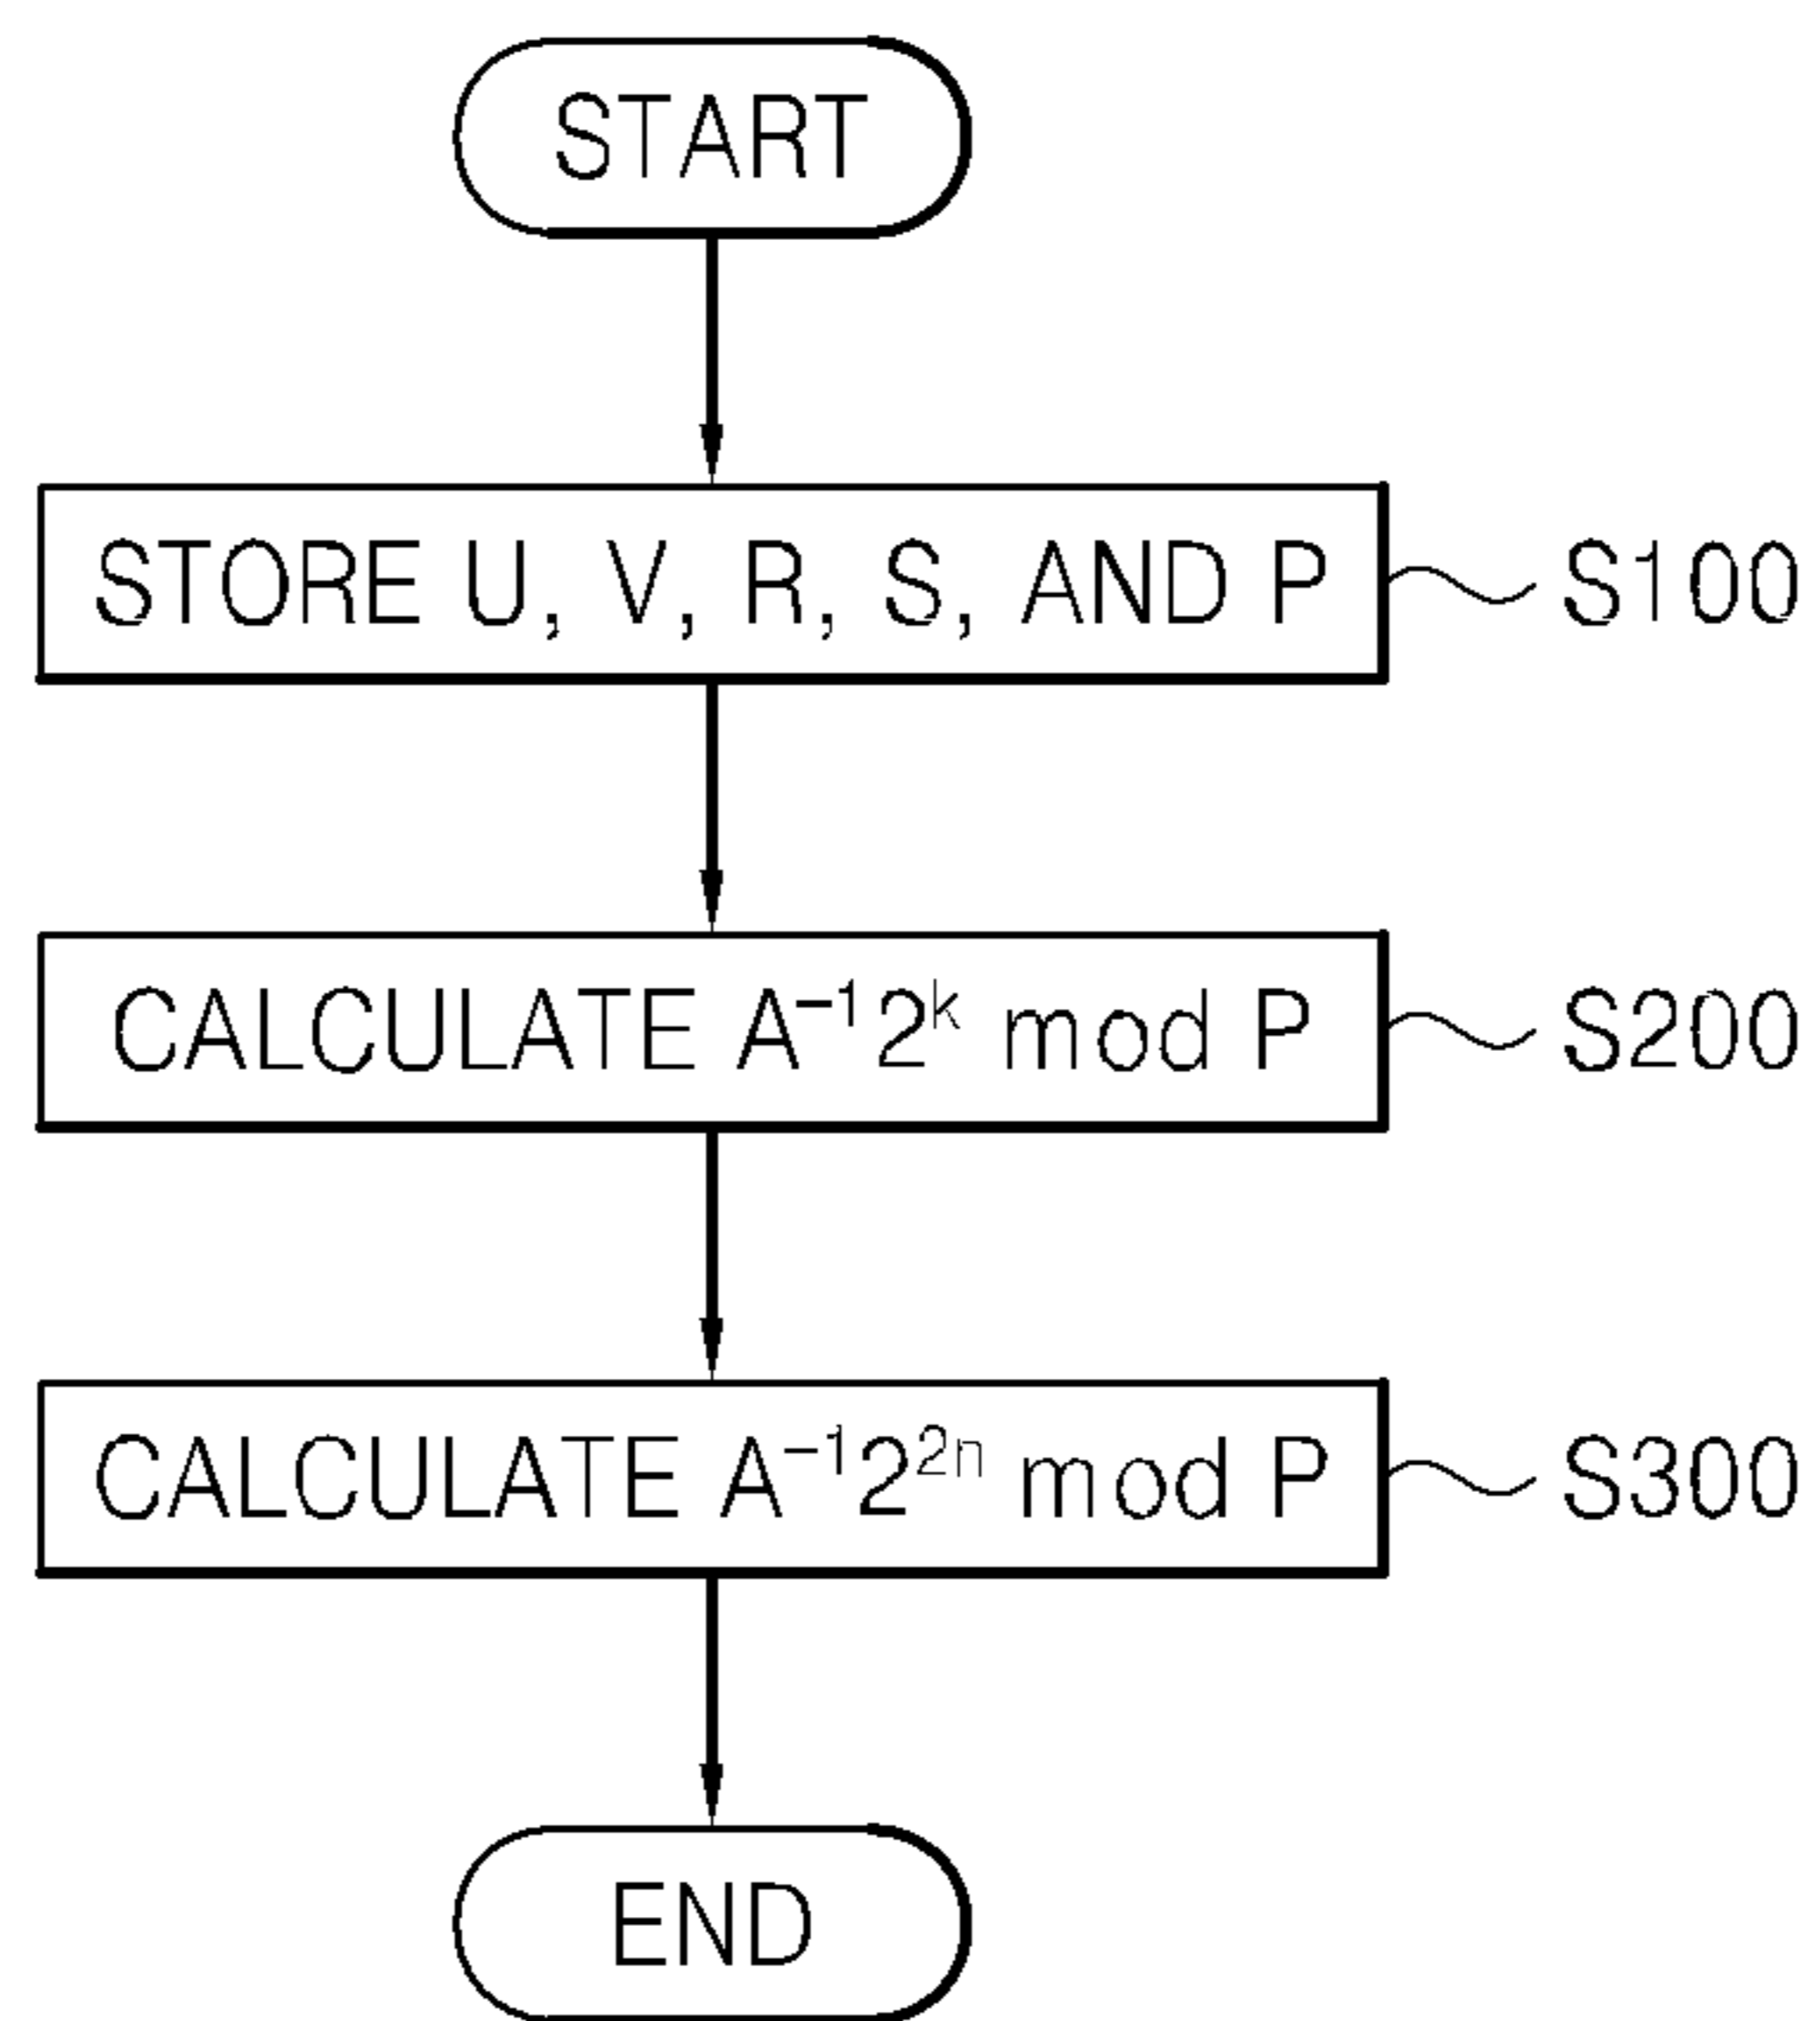 START
STORE U, V, R, S, AND P S100
CALCULATE A⁻¹2ᵏ mod P S200
CALCULATE A⁻¹2²ⁿ mod P S300
END